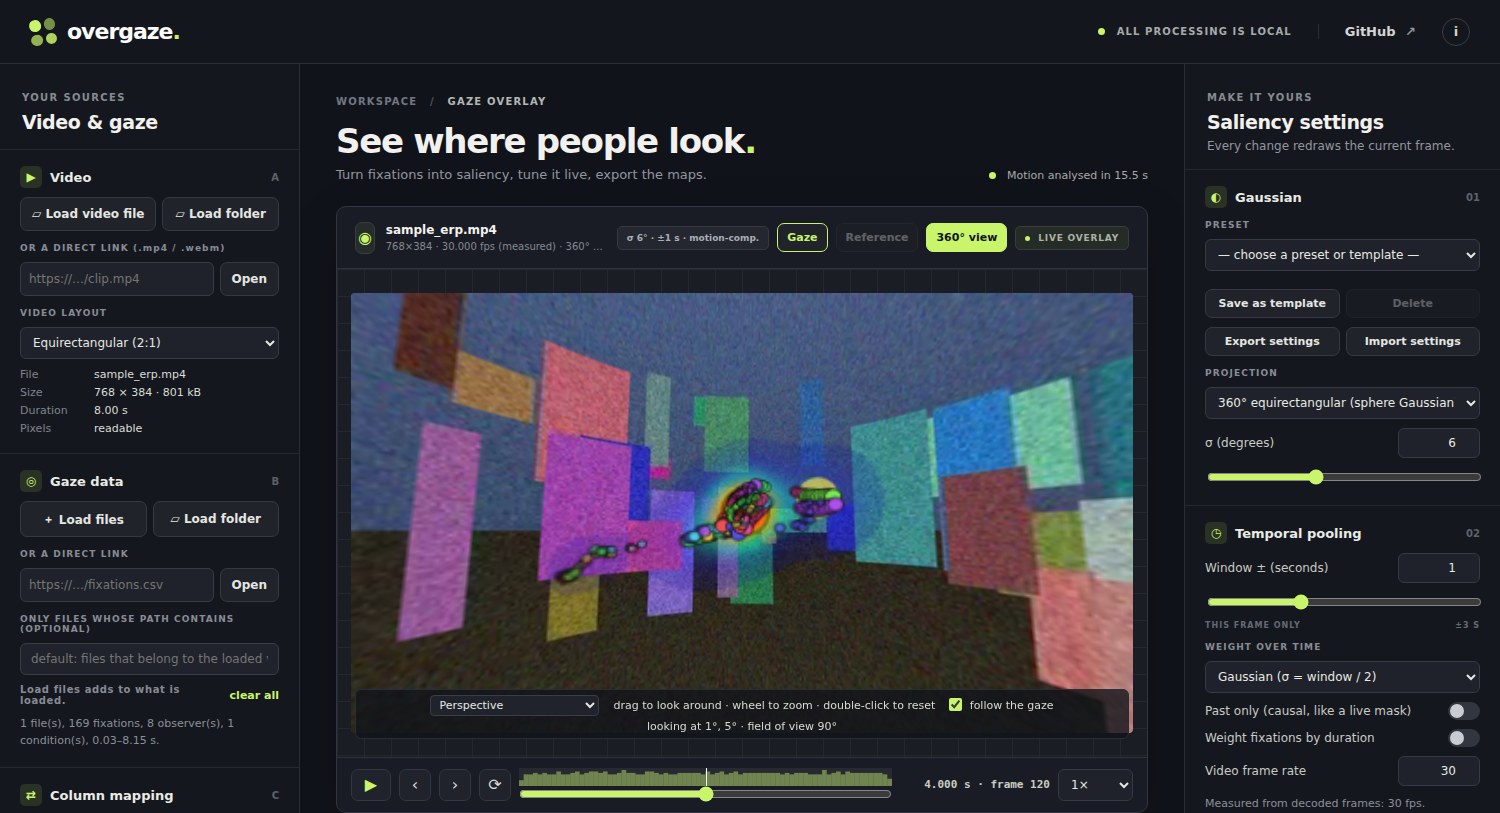 overgaze.
ALL PROCESSING IS LOCAL
GitHub ↗
i
YOUR SOURCES
Video & gaze
Video
A
Load video file
Load folder
OR A DIRECT LINK (.mp4 / .webm)
https://…/clip.mp4
Open
VIDEO LAYOUT
Equirectangular (2:1)
File sample_erp.mp4
Size 768 × 384 · 801 kB
Duration 8.00 s
Pixels readable
Gaze data
B
+ Load files
Load folder
OR A DIRECT LINK
https://…/fixations.csv
Open
ONLY FILES WHOSE PATH CONTAINS
(OPTIONAL)
default: files that belong to the loaded
Load files adds to what is
loaded.
clear all
1 file(s), 169 fixations, 8 observer(s), 1
condition(s), 0.03–8.15 s.
Column mapping
C
WORKSPACE / GAZE OVERLAY
See where people look.
Turn fixations into saliency, tune it live, export the maps.
Motion analysed in 15.5 s
sample_erp.mp4
768×384 · 30.000 fps (measured) · 360° …
σ 6° · ±1 s · motion-comp.
Gaze
Reference
360° view
LIVE OVERLAY
Perspective
drag to look around · wheel to zoom · double-click to reset
follow the gaze
looking at 1°, 5° · field of view 90°
4.000 s · frame 120
1×
MAKE IT YOURS
Saliency settings
Every change redraws the current frame.
Gaussian
01
PRESET
— choose a preset or template —
Save as template
Delete
Export settings
Import settings
PROJECTION
360° equirectangular (sphere Gaussian
σ (degrees)
6
Temporal pooling
02
Window ± (seconds)
1
THIS FRAME ONLY
±3 S
WEIGHT OVER TIME
Gaussian (σ = window / 2)
Past only (causal, like a live mask)
Weight fixations by duration
Video frame rate
30
Measured from decoded frames: 30 fps.